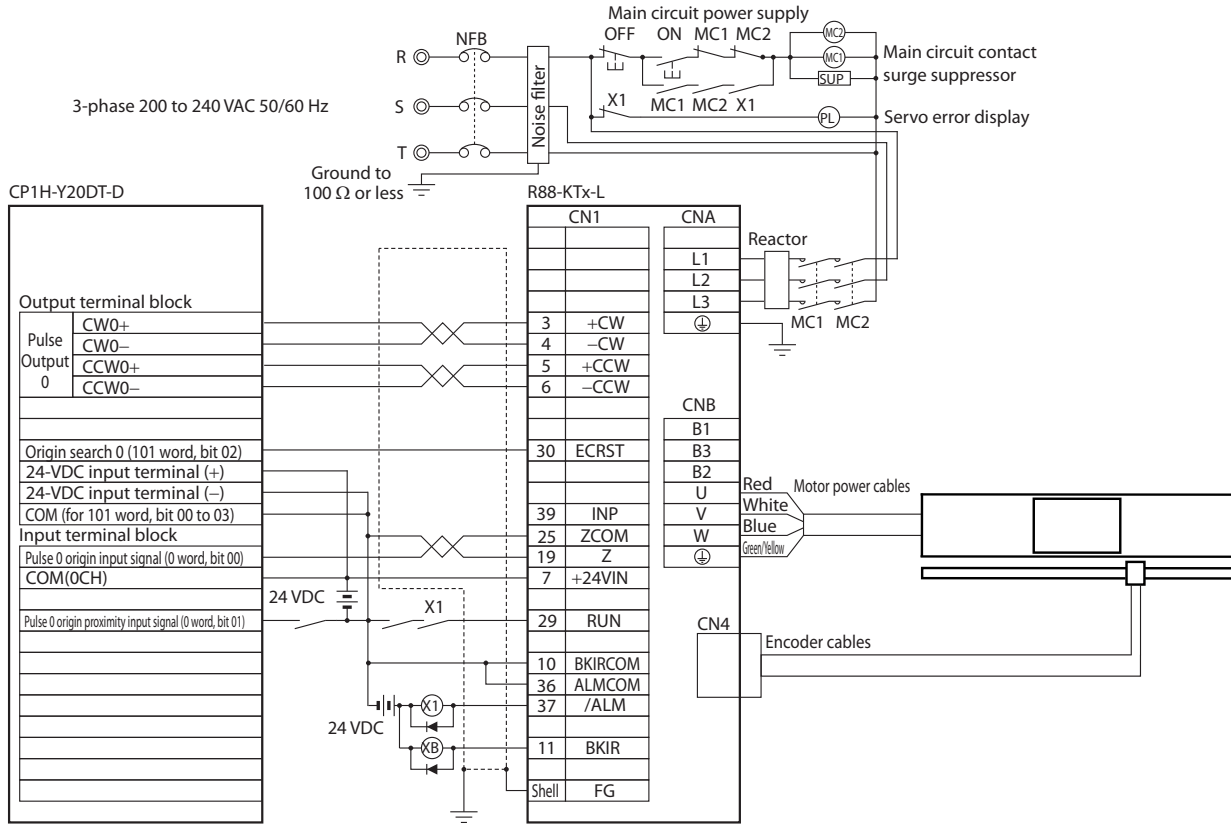 Main circuit power supply
OFF ON MC1 MC2
MC2
NFB
R
MC1
Main circuit contact
SUP
surge suppressor
Noise filter
3-phase 200 to 240 VAC 50/60 Hz
S
X1
MC1 MC2 X1
PL
Servo error display
T
Ground to
100 Ω or less
CP1H-Y20DT-D
R88-KTx-L
CN1
CNA
Reactor
L1
L2
L3
MC1 MC2
Output terminal block
Pulse
Output
0
CW0+
CW0−
CCW0+
CCW0−
3 +CW
4 −CW
5 +CCW
6 −CCW
CNB
B1
Origin search 0 (101 word, bit 02)
30 ECRST
B3
24-VDC input terminal (+)
B2
24-VDC input terminal (−)
U
Red
Motor power cables
COM (for 101 word, bit 00 to 03)
39 INP
V
White
Input terminal block
25 ZCOM
W
Blue
Pulse 0 origin input signal (0 word, bit 00)
19 Z
Green/Yellow
COM(0CH)
7 +24VIN
24 VDC
X1
Pulse 0 origin proximity input signal (0 word, bit 01)
29 RUN
CN4
Encoder cables
10 BKIRCOM
36 ALMCOM
X1
37 /ALM
24 VDC
XB
11 BKIR
Shell FG